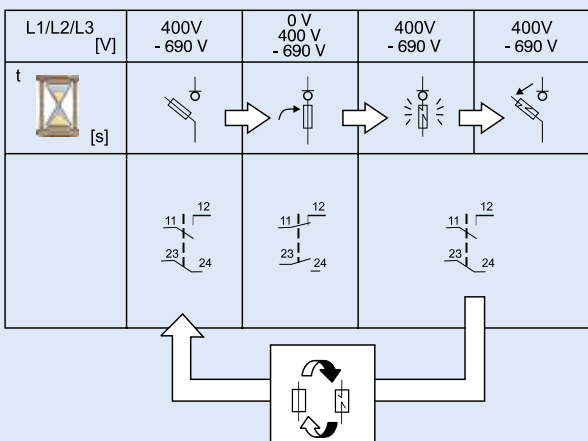 L1/L2/L3
[V]
400V
- 690 V
0 V
400 V
- 690 V
400V
- 690 V
400V
- 690 V
t
[s]
11
12
23
24
11
12
23
24
11
12
23
24